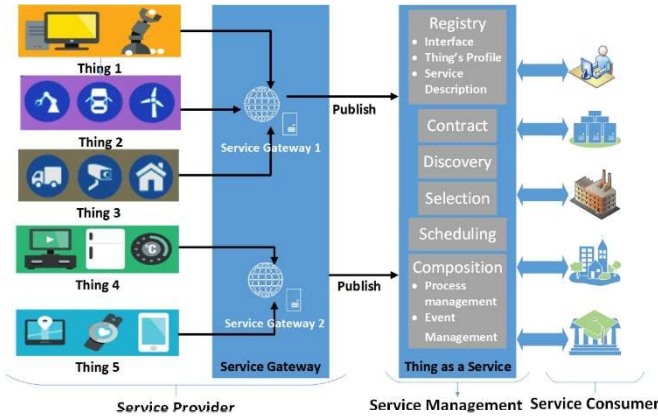 Thing 1
Thing 2
Thing 3
Thing 4
°C
Thing 5
Service Gateway 1
Service Gateway 2
Service Gateway
Publish
Publish
Registry
• Interface
• Thing's Profile
• Service
Description
Contract
Discovery
Selection
Scheduling
Composition
• Process
management
• Event
Management
Thing as a Service
Service Provider
Service Management
Service Consumer